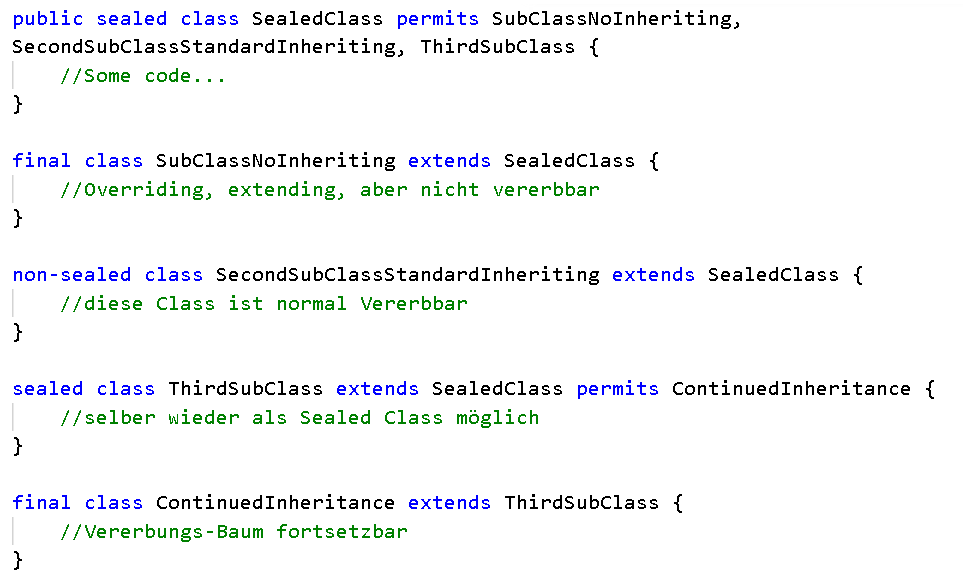 public sealed class SealedClass permits SubClassNoInheriting,
SecondSubClassStandardInheriting, ThirdSubClass {
//Some code...
}
final class SubClassNoInheriting extends SealedClass {
//Overriding, extending, aber nicht vererbbar
}
non-sealed class SecondSubClassStandardInheriting extends SealedClass {
//diese Class ist normal Vererbbar
}
sealed class ThirdSubClass extends SealedClass permits ContinuedInheritance {
//selber wieder als Sealed Class möglich
}
final class ContinuedInheritance extends ThirdSubClass {
//Vererbungs-Baum fortsetzbar
}